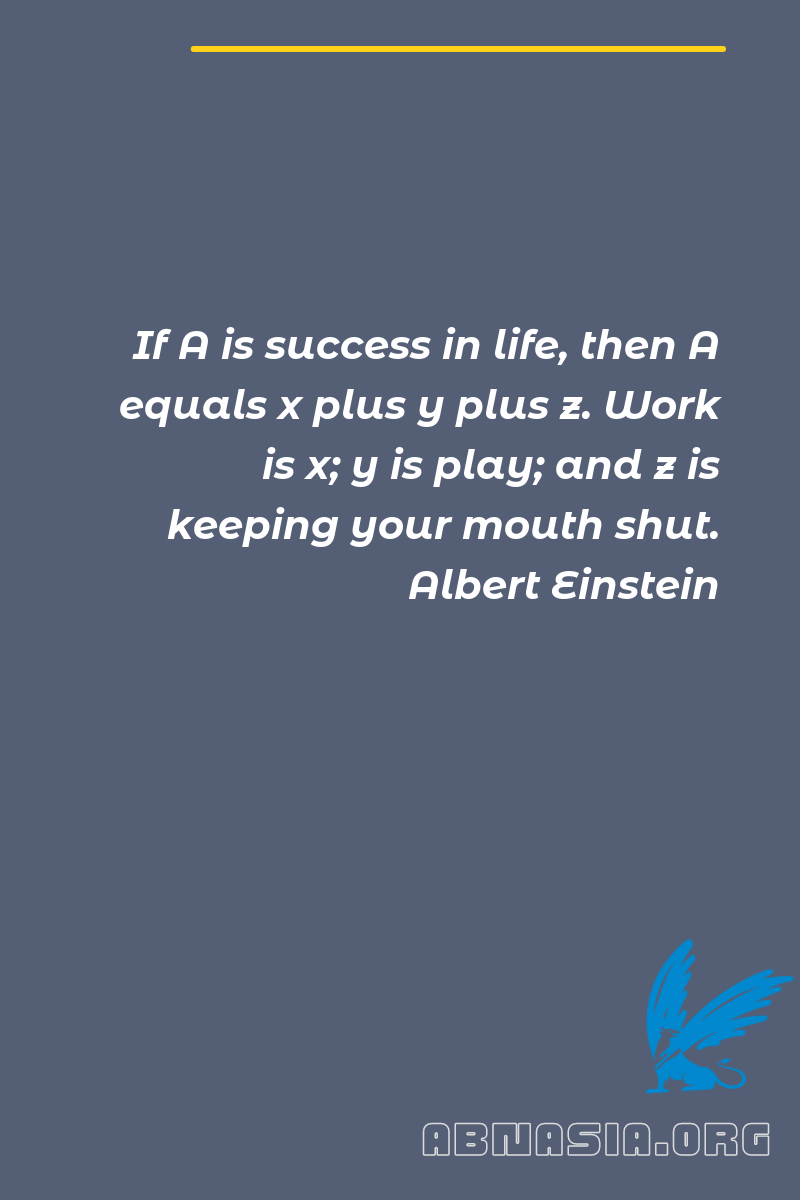 If A is success in life, then A
equals x plus y plus z. Work
is x; y is play; and z is
keeping your mouth shut.
Albert Einstein
ABNASIA.ORG